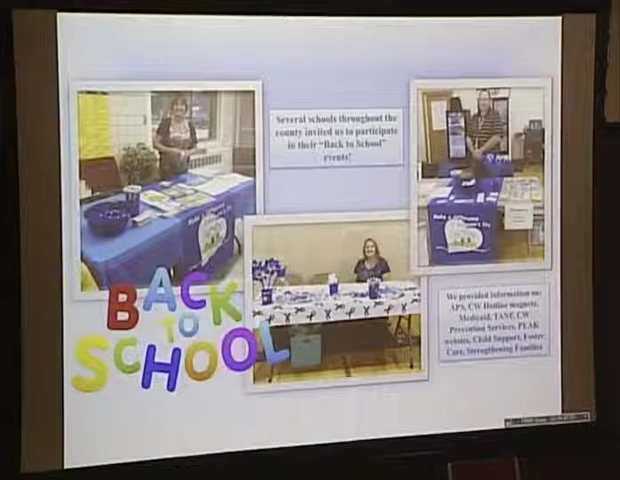 Several schools throughout the
county invited us to participate
in their "Back to School"
events!
BACK
TO
SCHOOL
We provided information on:
APS, CW Hotline magnets,
Medicaid, TANF, CW
Prevention Services, PEAK
website, Child Support, Foster
Care, Strengthening Families